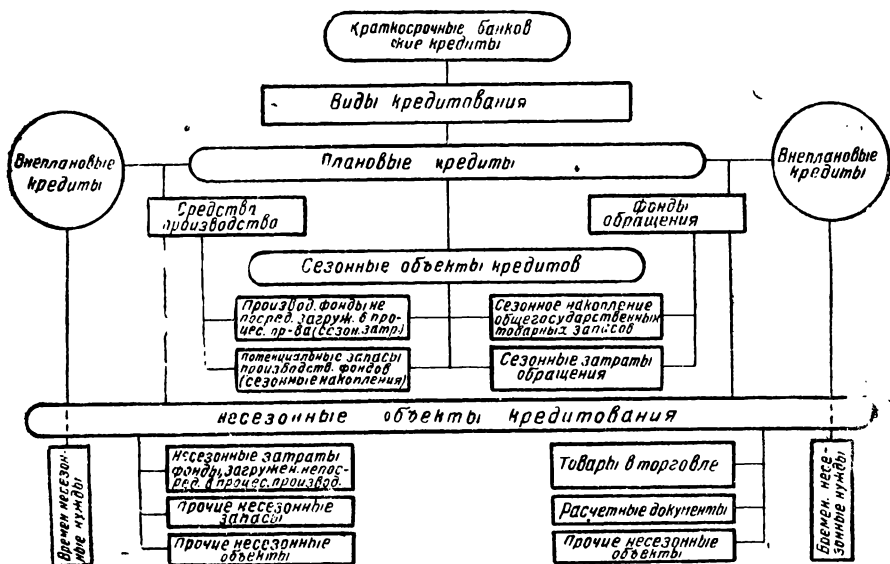 Краткосрочные банков
ские кредиты
Виды кредитования
Внеплановые
кредиты
Плановые кредиты
Внеплановые
кредиты
Средства
производство
Фонды
обращения
Сезонные объекты кредитов
Производ. фонды не
посред. загруж. в про-
цес. пр-ва (сезон. затр.)
Сезонное накопление
общегосударственных
товарных запасов
Потенциальные запасы
производств. фондов
(сезонные накопления)
Сезонные затраты
обращения
Несезонные объекты кредитования
Времен несезон-
ные нужды
Несезонные затраты
фонды, загружен. непос-
ред. в процес. производ.
Прочие несезонные
запасы
Прочие несезонные
объекты
Товары в торговле
Расчетные документы
Прочие несезонные
объекты
Времен. несе-
зонные нужды